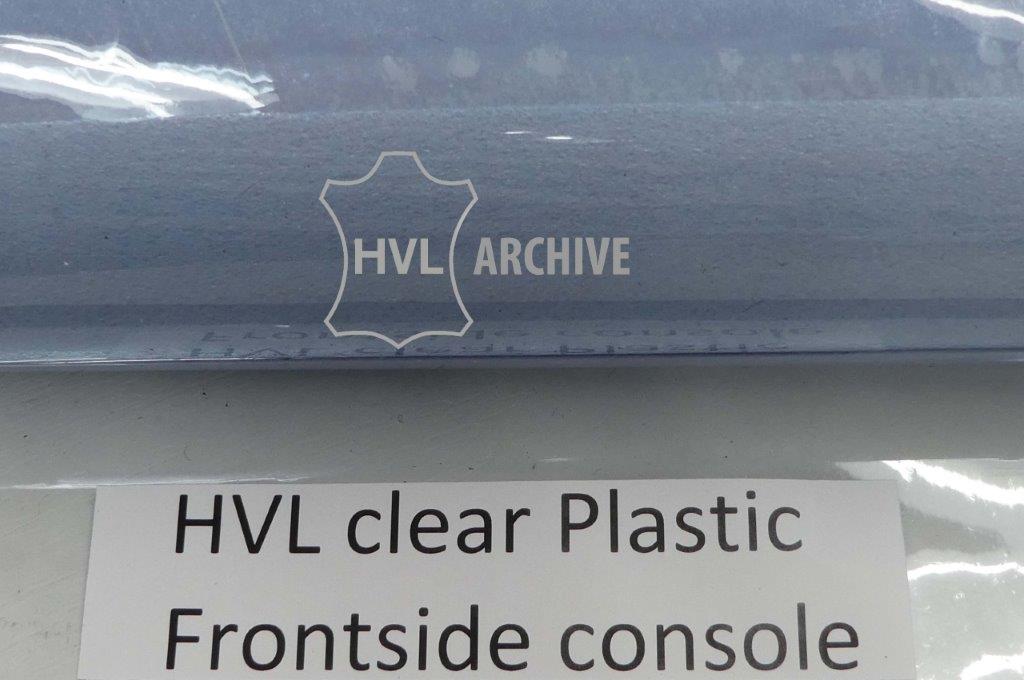 HVL ARCHIVE
HVL clear Plastic
Frontside console